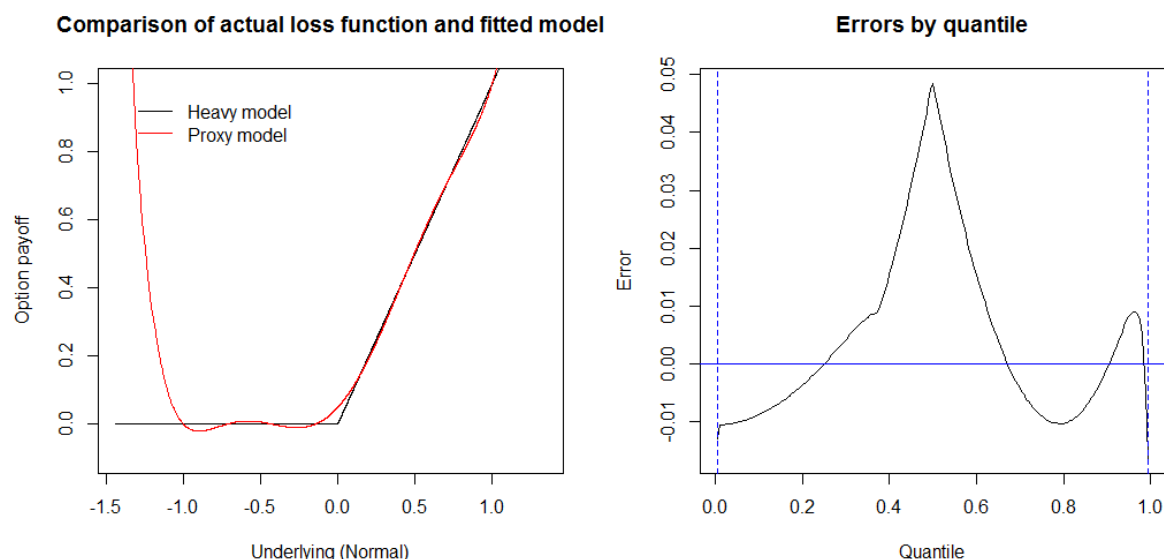 Comparison of actual loss function and fitted model
Heavy model
Proxy model
Option payoff
0.0 0.2 0.4 0.6 0.8 1.0
-1.5 -1.0 -0.5 0.0 0.5 1.0
Underlying (Normal)
Errors by quantile
Error
-0.01 0.00 0.01 0.02 0.03 0.04 0.05
0.0 0.2 0.4 0.6 0.8 1.0
Quantile